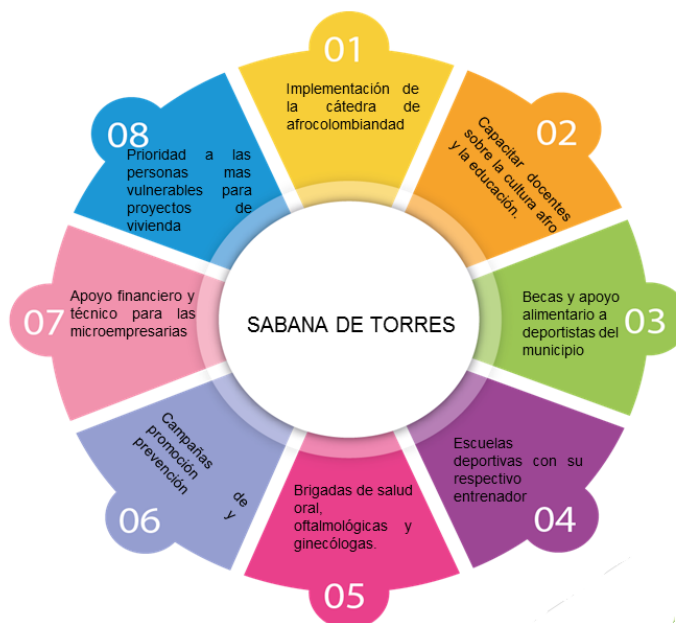 01
Implementación de
la cátedra de
afrocolombiandad
02
Capacitar docentes
sobre la cultura afro
y la educación.
03
Becas y apoyo
alimentario a
deportistas del
municipio
04
Escuelas
deportivas con su
respectivo
entrenador
05
Brigadas de salud
oral,
oftalmológicas y
ginecólogas.
06
Campañas de
promoción y
prevención
07
Apoyo financiero y
técnico para las
microempresarias
08
Prioridad a las
personas mas
vulnerables para
proyectos de
vivienda
SABANA DE TORRES